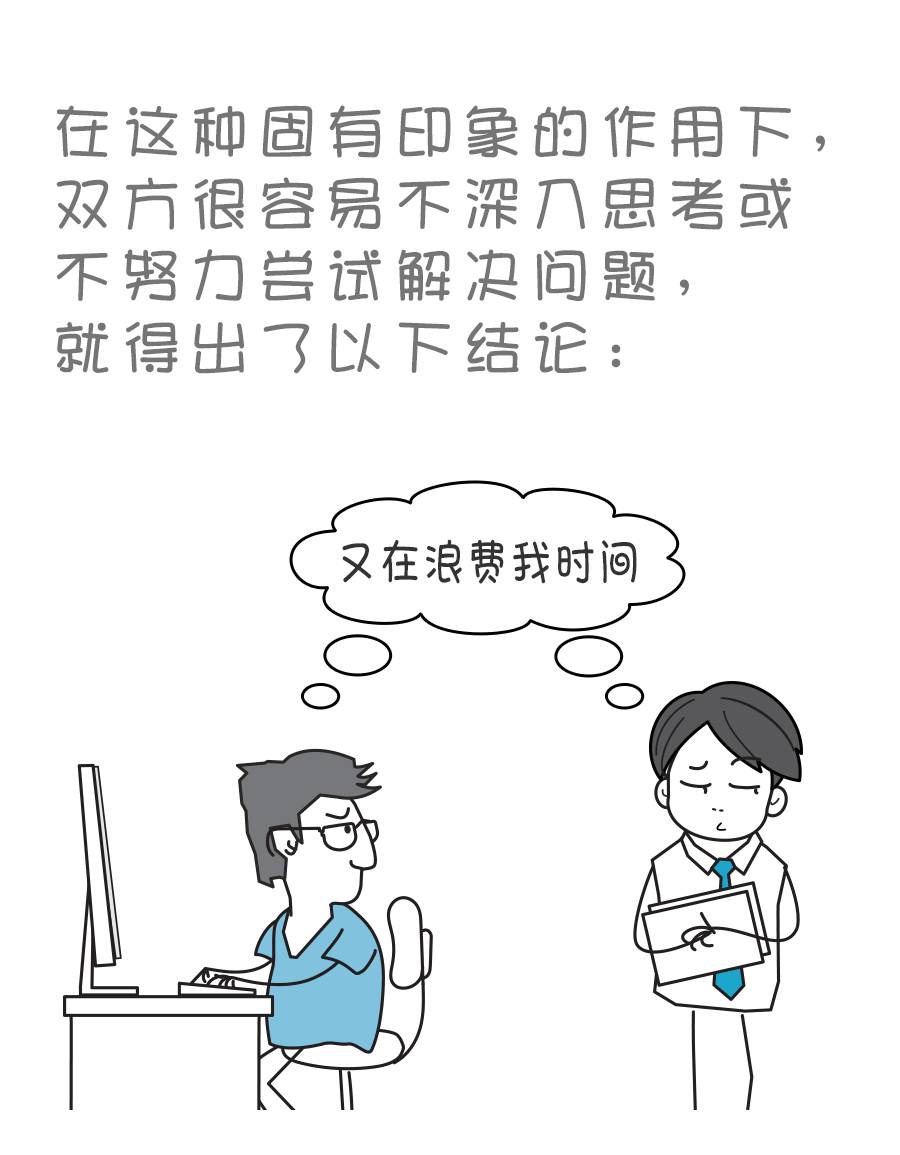 在这种固有印象的作用下，
双方很容易不深入思考或
不努力尝试解决问题，
就得出了以下结论：
又在浪费我时间